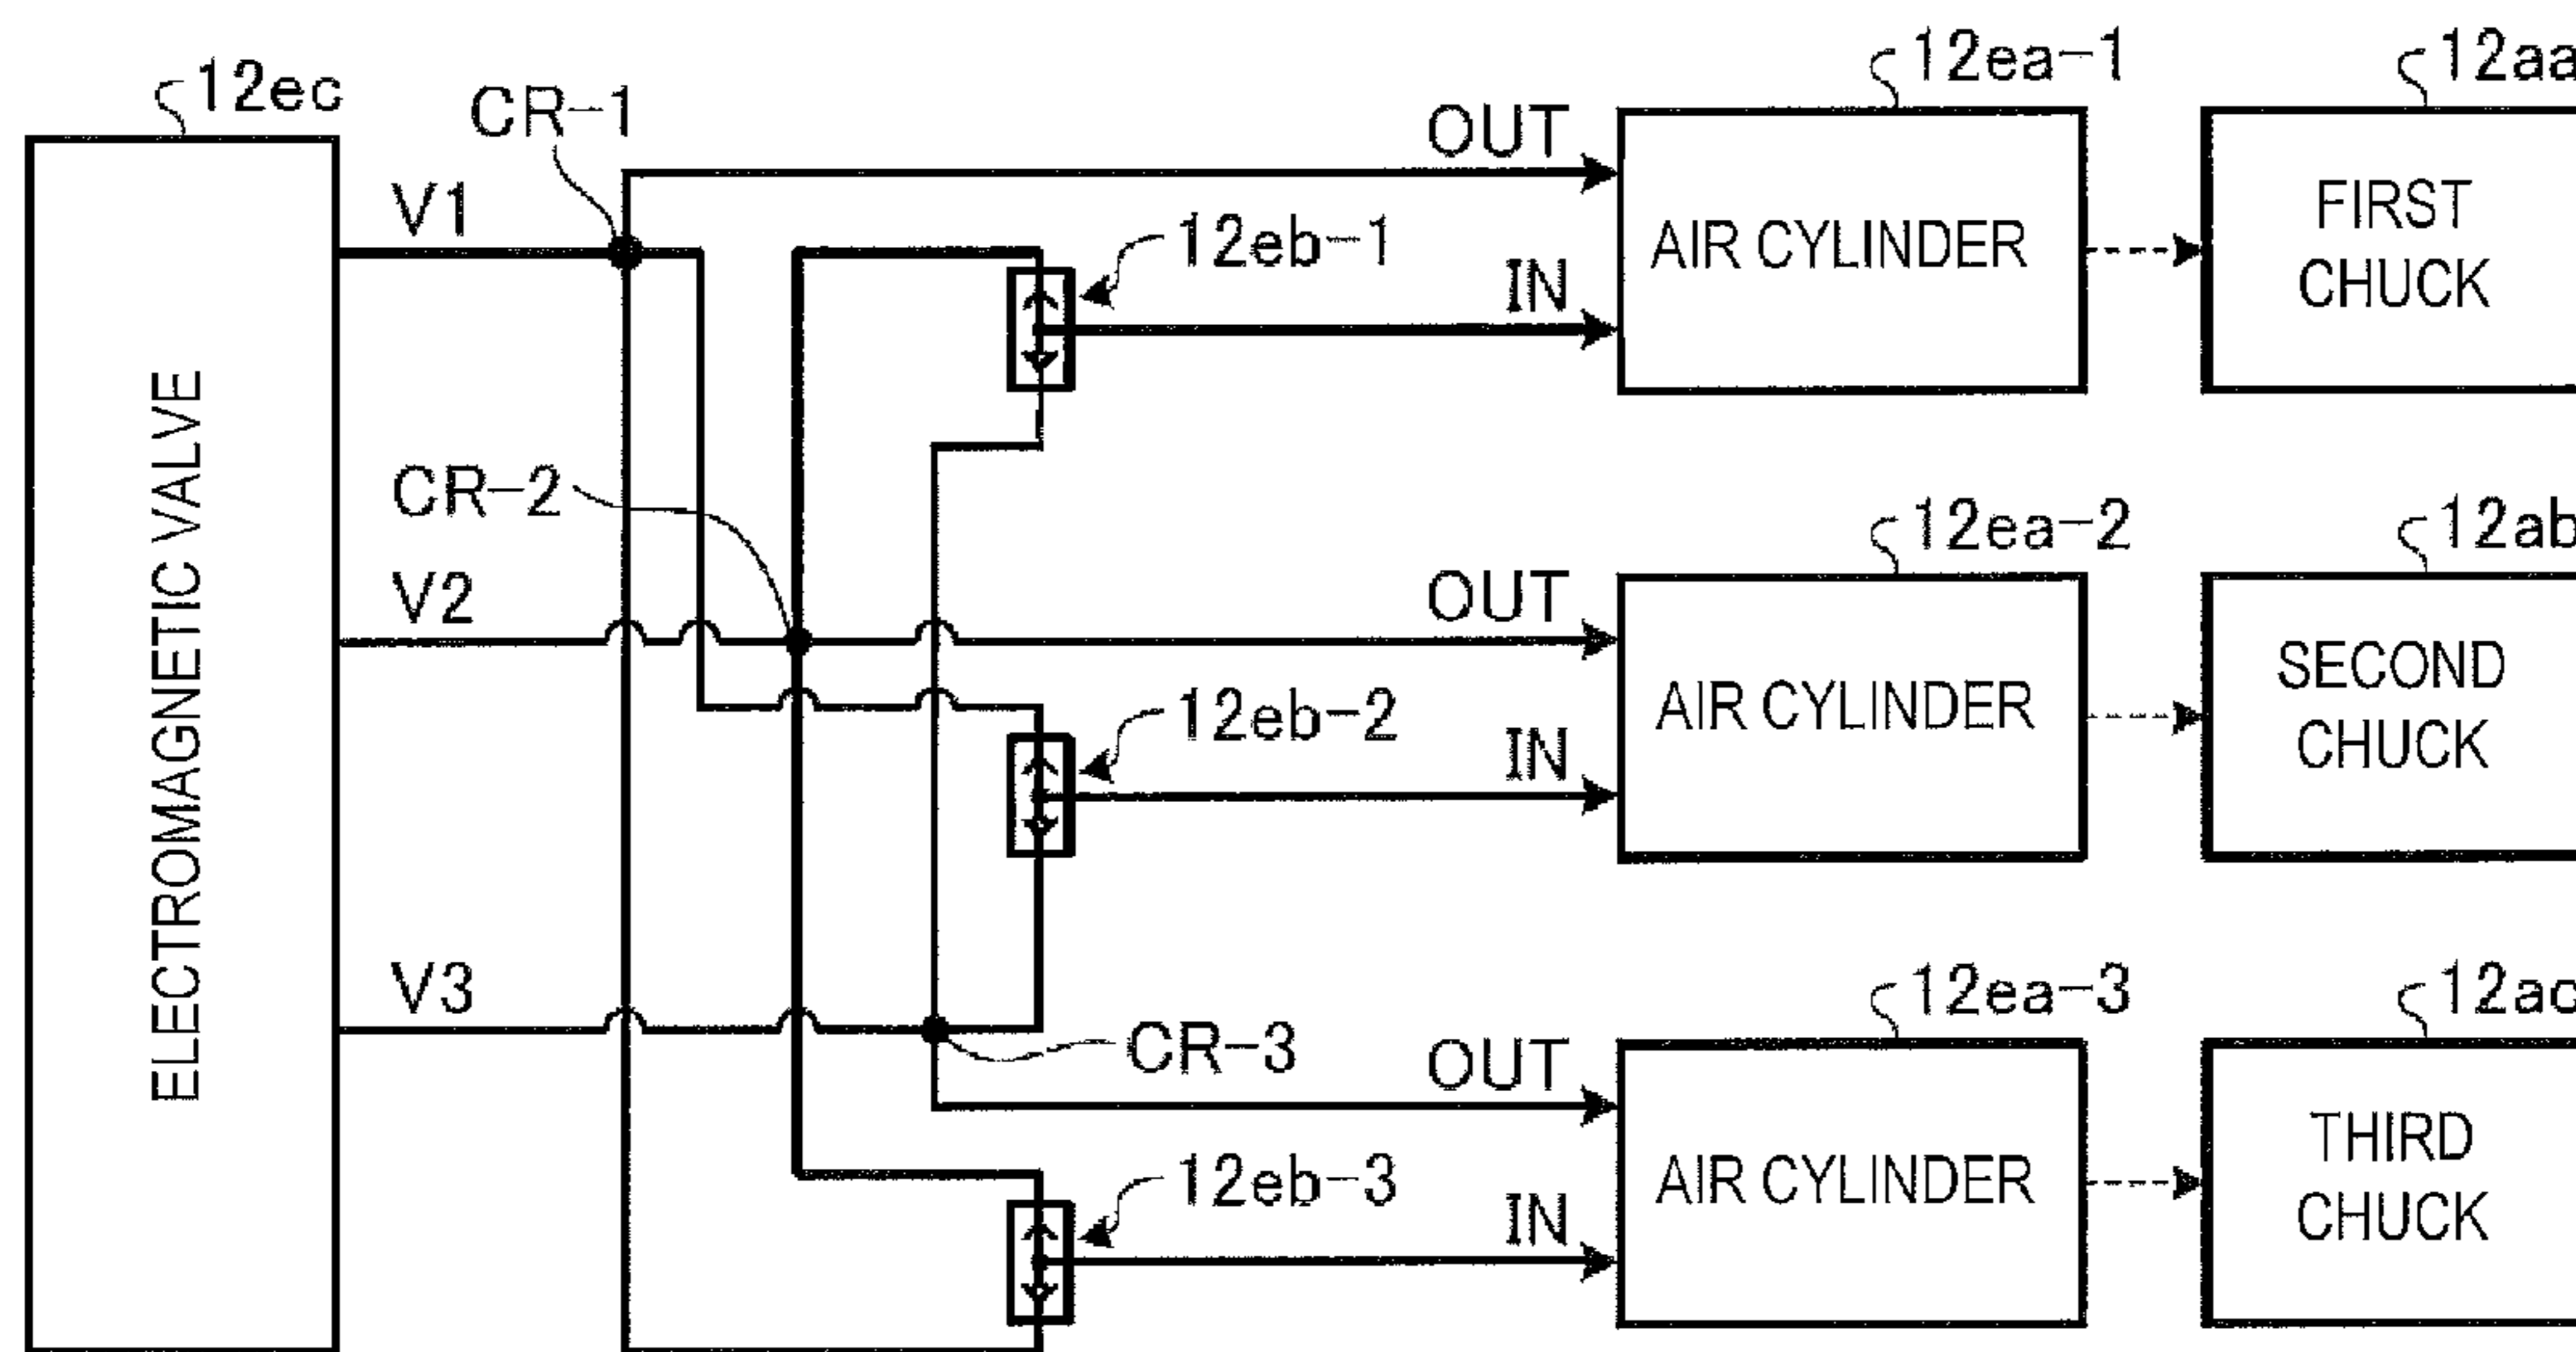 12ec
CR-1
V1
OUT
12ea-1
12aa
12eb-1
IN
AIR CYLINDER
FIRST
CHUCK
ELECTROMAGNETIC VALVE
CR-2
V2
OUT
12ea-2
12ab
12eb-2
IN
AIR CYLINDER
SECOND
CHUCK
V3
CR-3
OUT
12ea-3
12ac
12eb-3
IN
AIR CYLINDER
THIRD
CHUCK